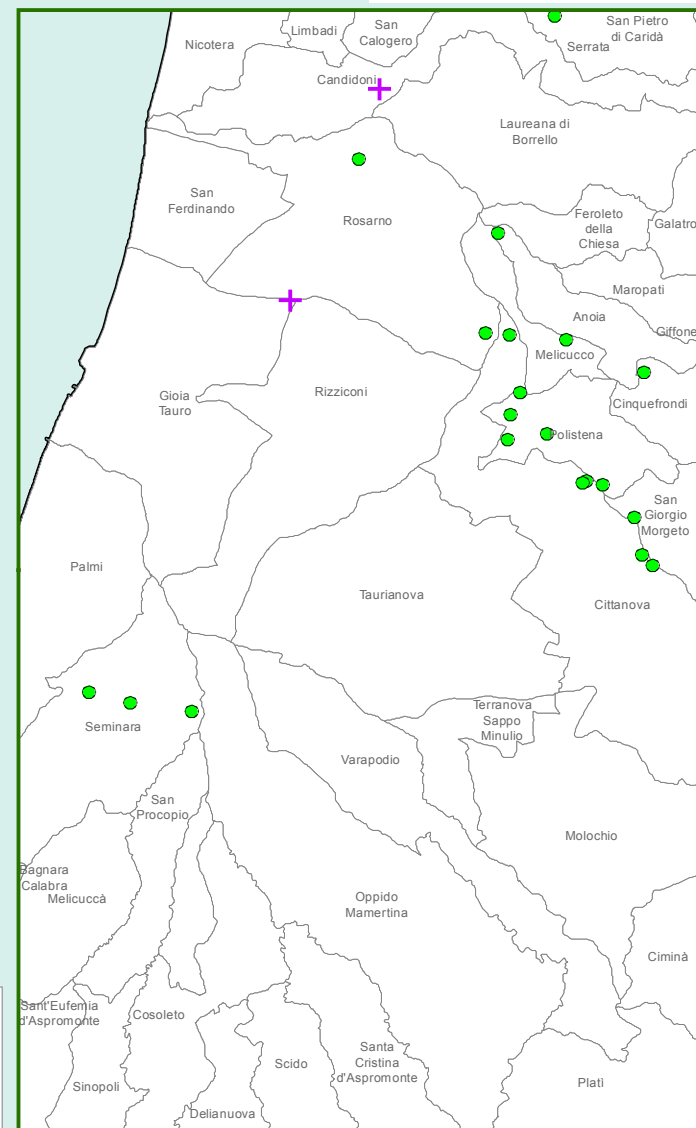 San Pietro
di Caridà
Serrata
San
Calogero
Limbadi
Nicotera
Candidoni
Laureana di
Borrello
San
Ferdinando
Rosarno
Feroleto
della
Chiesa
Galatro
Maropati
Anoia
Giffone
Melicucco
Gioia
Tauro
Rizziconi
Cinquefrondi
Polistena
San
Giorgio
Morgeto
Palmi
Taurianova
Cittanova
Terranova
Sappo
Minulio
Seminara
Varapodio
San
Procopio
Molochio
Bagnara
Calabra
Melicuccà
Oppido
Mamertina
Ciminà
Sant'Eufemia
d'Aspromonte
Cosoleto
Santa
Cristina
d'Aspromonte
Scido
Sinopoli
Platì
Delianuova